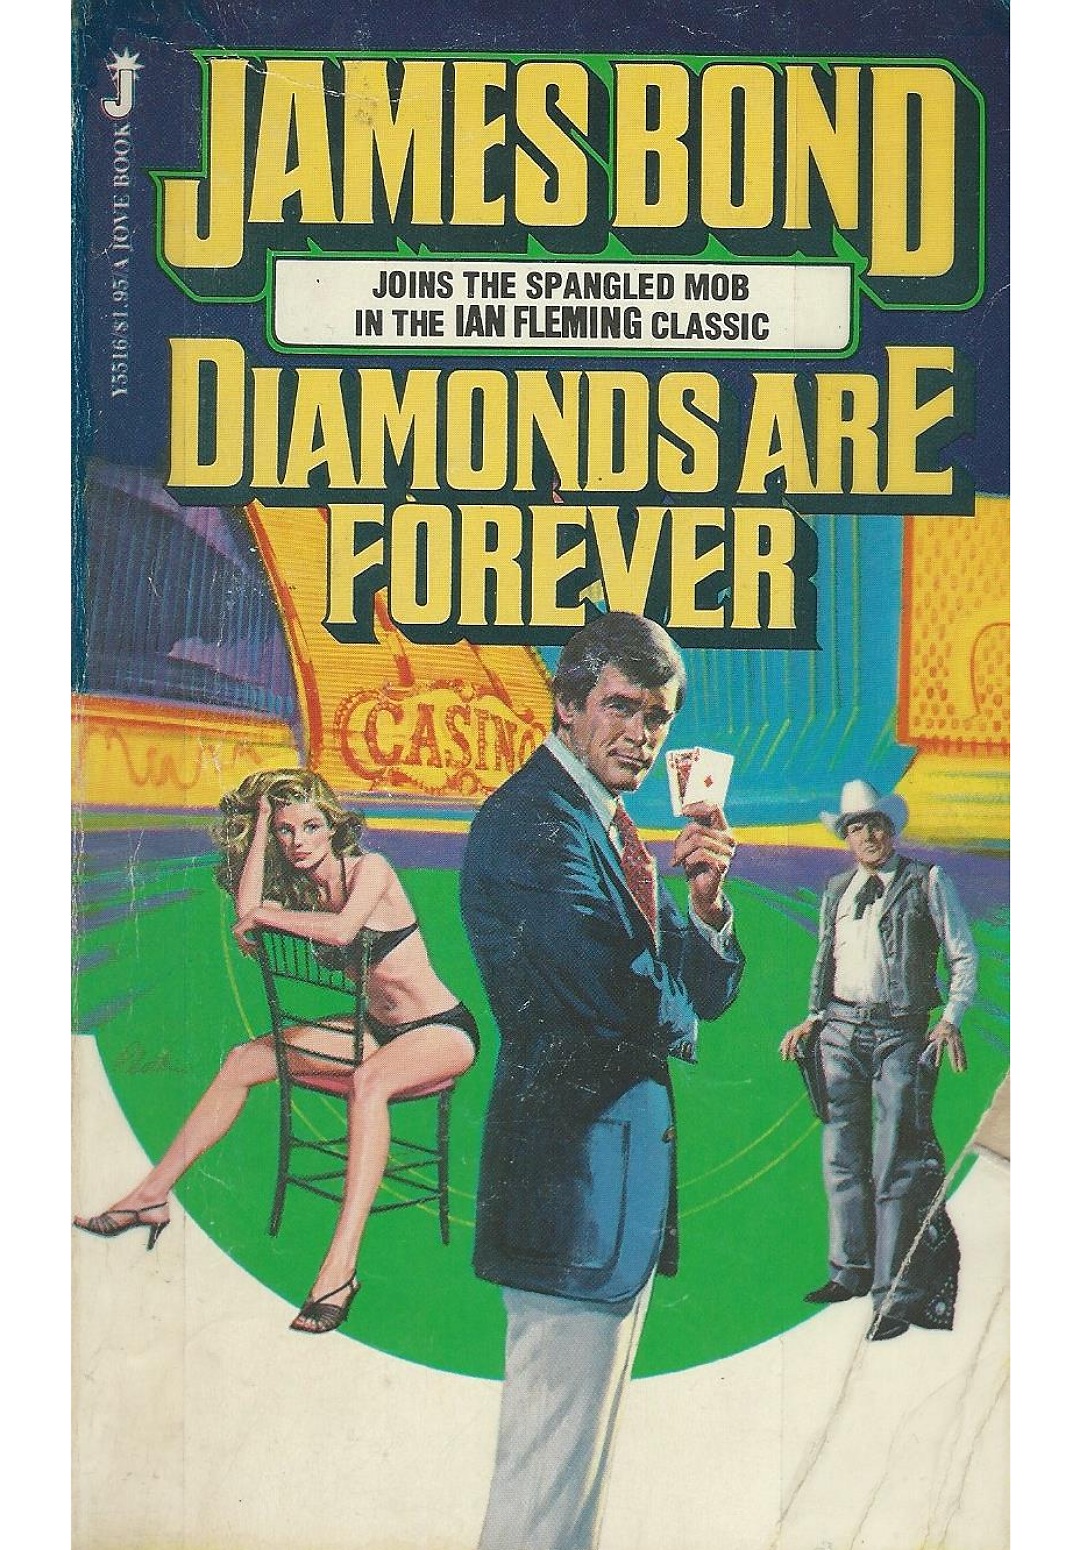 JAMES BOND
JOINS THE SPANGLED MOB
IN THE IAN FLEMING CLASSIC
DIAMONDS ARE
FOREVER
J
Y5516/$1.95/A JOVE BOOK
CASINO